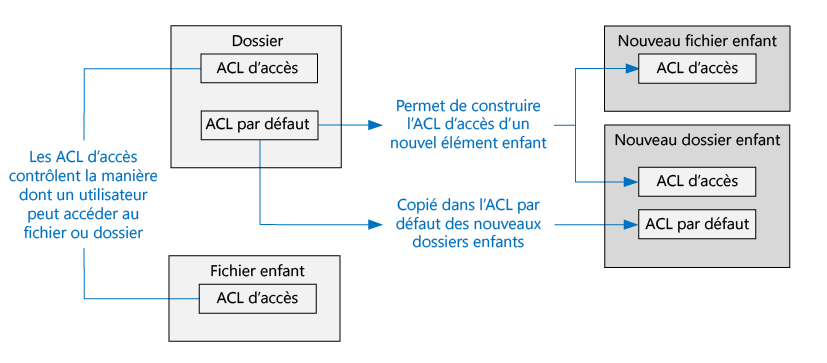 Dossier
ACL d'accès
ACL par défaut
Les ACL d'accès
contrôlent la manière
dont un utilisateur
peut accéder au
fichier ou dossier
Fichier enfant
ACL d'accès
Permet de construire
l'ACL d'accès d'un
nouvel élément enfant
Copié dans l'ACL par
défaut des nouveaux
dossiers enfants
Nouveau fichier enfant
ACL d'accès
Nouveau dossier enfant
ACL d'accès
ACL par défaut